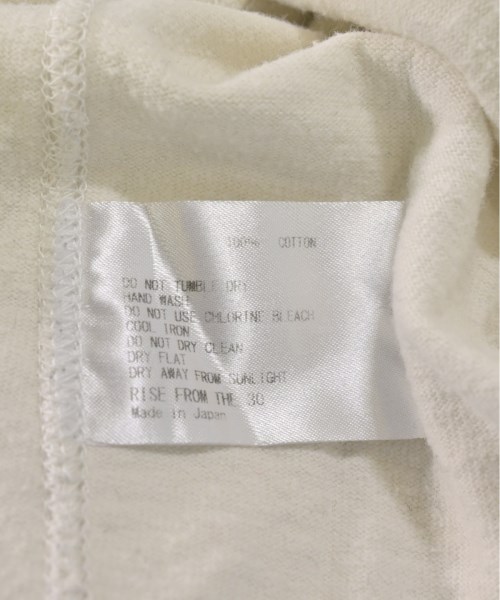 100% COTTON
DO NOT TUMBLE DRY
HAND WASH
DO NOT USE CHLORINE BLEACH
COOL IRON
DO NOT DRY CLEAN
DRY FLAT
DRY AWAY FROM SUNLIGHT
RISE FROM THE 30
Made in Japan